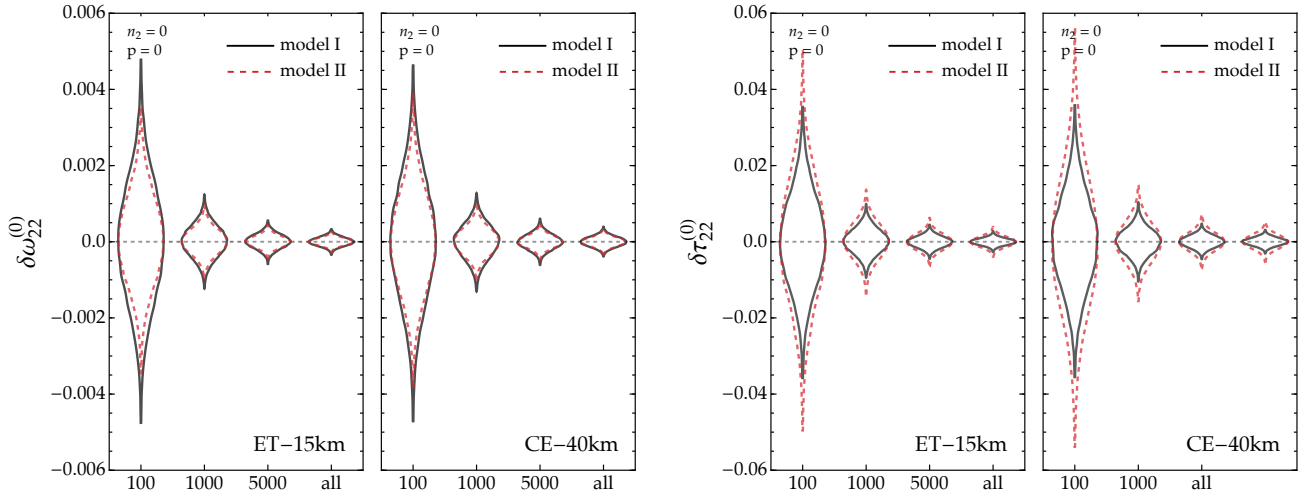 0.006
0.004
0.002
0.0
−0.002
−0.004
−0.006
δω₂₂⁽⁰⁾
n₂ = 0
p = 0
model I
model II
ET−15km
100 1000 5000 all
n₂ = 0
p = 0
model I
model II
CE−40km
100 1000 5000 all
0.06
0.04
0.02
0.0
−0.02
−0.04
−0.06
δτ₂₂⁽⁰⁾
n₂ = 0
p = 0
model I
model II
ET−15km
100 1000 5000 all
n₂ = 0
p = 0
model I
model II
CE−40km
100 1000 all